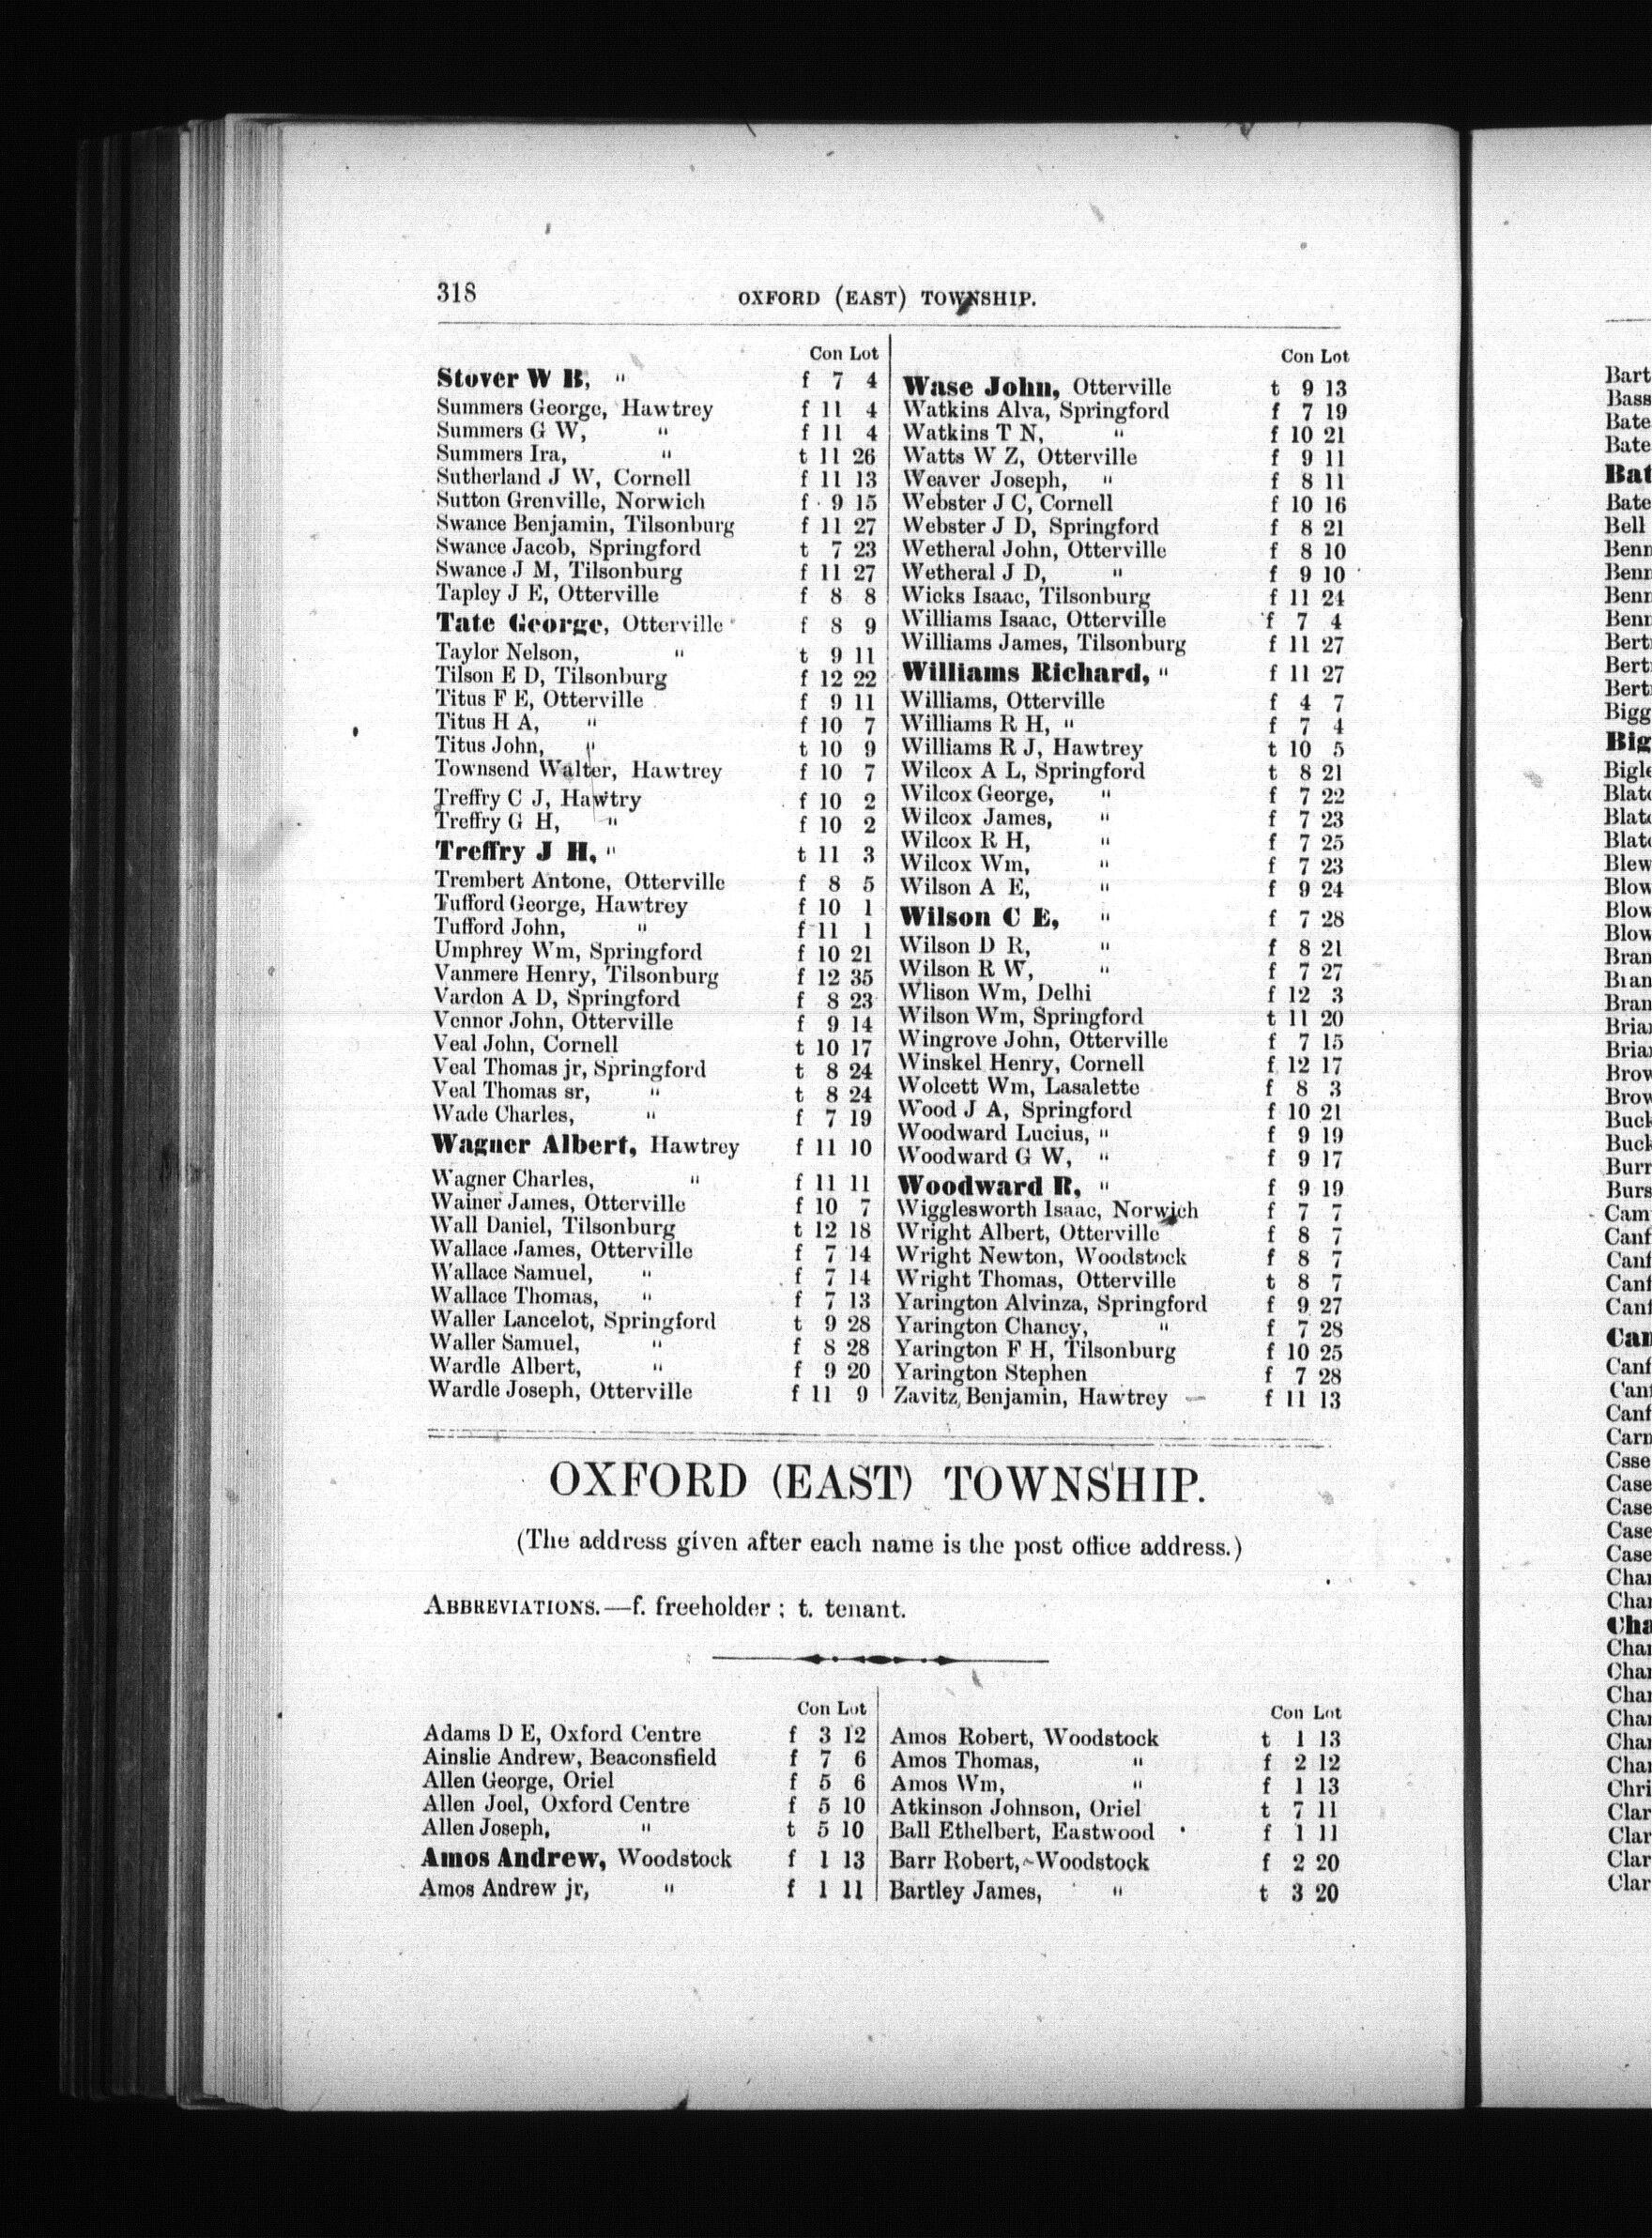 318
OXFORD (EAST) TOWNSHIP.
Con Lot
Stover W B, " f 7 4
Summers George, Hawtrey f 11 4
Summers G W, " f 11 4
Summers Ira, " t 11 26
Sutherland J W, Cornell f 11 13
Sutton Grenville, Norwich f 9 15
Swance Benjamin, Tilsonburg f 11 27
Swance Jacob, Springford t 7 23
Swance J M, Tilsonburg f 11 27
Tapley J E, Otterville f 8 8
Tate George, Otterville f 8 9
Taylor Nelson, " t 9 11
Tilson E D, Tilsonburg f 12 22
Titus F E, Otterville f 9 11
Titus H A, " f 10 7
Titus John, " t 10 9
Townsend Walter, Hawtrey f 10 7
Treffry C J, Hawtry f 10 2
Treffry G H, " f 10 2
Treffry J H, " t 11 3
Trembert Antone, Otterville f 8 5
Tufford George, Hawtrey f 10 1
Tufford John, " f 11 1
Umphrey Wm, Springford f 10 21
Vanmere Henry, Tilsonburg f 12 35
Vardon A D, Springford f 8 23
Vennor John, Otterville f 9 14
Veal John, Cornell t 10 17
Veal Thomas jr, Springford t 8 24
Veal Thomas sr, " t 8 24
Wade Charles, " f 7 19
Wagner Albert, Hawtrey f 11 10
Wagner Charles, " f 11 11
Wainer James, Otterville f 10 7
Wall Daniel, Tilsonburg t 12 18
Wallace James, Otterville f 7 14
Wallace Samuel, " f 7 14
Wallace Thomas, " f 7 13
Waller Lancelot, Springford t 9 28
Waller Samuel, " f 8 28
Wardle Albert, " f 9 20
Wardle Joseph, Otterville f 11 9
Con Lot
Wase John, Otterville t 9 13
Watkins Alva, Springford f 7 19
Watkins T N, " f 10 21
Watts W Z, Otterville f 9 11
Weaver Joseph, " f 8 11
Webster J C, Cornell f 10 16
Webster J D, Springford f 8 21
Wetheral John, Otterville f 8 10
Wetheral J D, " f 9 10
Wicks Isaac, Tilsonburg f 11 24
Williams Isaac, Otterville f 7 4
Williams James, Tilsonburg f 11 27
Williams Richard, " f 11 27
Williams, Otterville f 4 7
Williams R H, " f 7 4
Williams R J, Hawtrey t 10 5
Wilcox A L, Springford t 8 21
Wilcox George, " f 7 22
Wilcox James, " f 7 23
Wilcox R H, " f 7 25
Wilcox Wm, " f 7 23
Wilson A E, " f 9 24
Wilson C E, " f 7 28
Wilson D R, " f 8 21
Wilson R W, " f 7 27
Wlison Wm, Delhi f 12 3
Wilson Wm, Springford t 11 20
Wingrove John, Otterville f 7 15
Winskel Henry, Cornell f 12 17
Wolcett Wm, Lasalette f 8 3
Wood J A, Springford f 10 21
Woodward Lucius, " f 9 19
Woodward G W, " f 9 17
Woodward R, " f 9 19
Wigglesworth Isaac, Norwich f 7 7
Wright Albert, Otterville f 8 7
Wright Newton, Woodstock f 8 7
Wright Thomas, Otterville t 8 7
Yarington Alvinza, Springford f 9 27
Yarington Chancy, " f 7 28
Yarington F H, Tilsonburg f 10 25
Yarington Stephen f 7 28
Zavitz, Benjamin, Hawtrey f 11 13
OXFORD (EAST) TOWNSHIP.
(The address given after each name is the post office address.)
ABBREVIATIONS.—f. freeholder; t. tenant.
Con Lot
Adams D E, Oxford Centre f 3 12
Ainslie Andrew, Beaconsfield f 7 6
Allen George, Oriel f 5 6
Allen Joel, Oxford Centre f 5 10
Allen Joseph, " t 5 10
Amos Andrew, Woodstock f 1 13
Amos Andrew jr, " f 1 11
Con Lot
Amos Robert, Woodstock t 1 13
Amos Thomas, " f 2 12
Amos Wm, " f 1 13
Atkinson Johnson, Oriel t 7 11
Ball Ethelbert, Eastwood f 1 11
Barr Robert, Woodstock f 2 20
Bartley James, " t 3 20